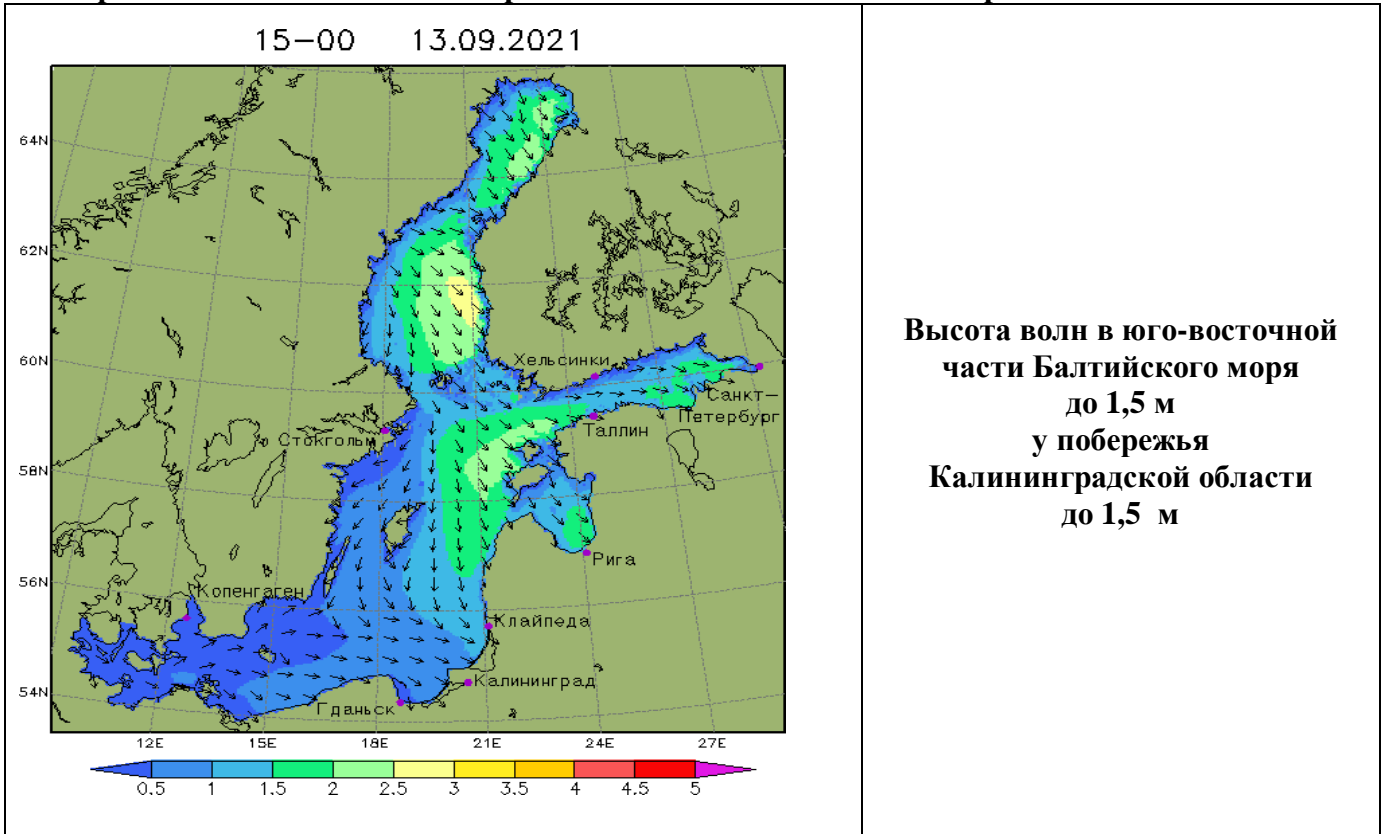 15-00 13.09.2021
64N
62N
60N
58N
56N
54N
Хельсинки
Санкт-
Петербург
Таллин
Стокгольм
Рига
Копенгаген
Клайпеда
Калининград
Гданьск
12E 15E 18E 21E 24E 27E
0.5 1 1.5 2 2.5 3 3.5 4 4.5 5
Высота волн в юго-восточной
части Балтийского моря
до 1,5 м
у побережья
Калининградской области
до 1,5 м